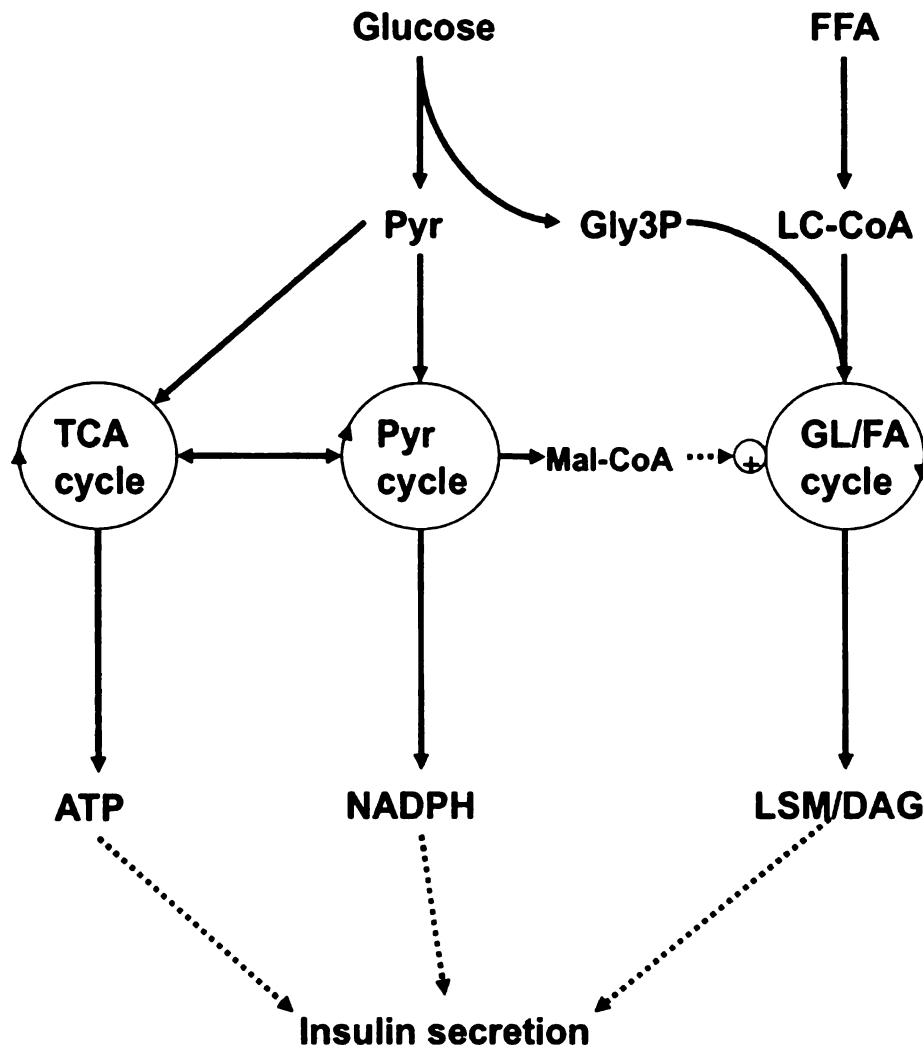 Glucose
FFA
Pyr
Gly3P
LC-CoA
TCA
cycle
Pyr
cycle
Mal-CoA
+
GL/FA
cycle
ATP
NADPH
LSM/DAG
Insulin secretion